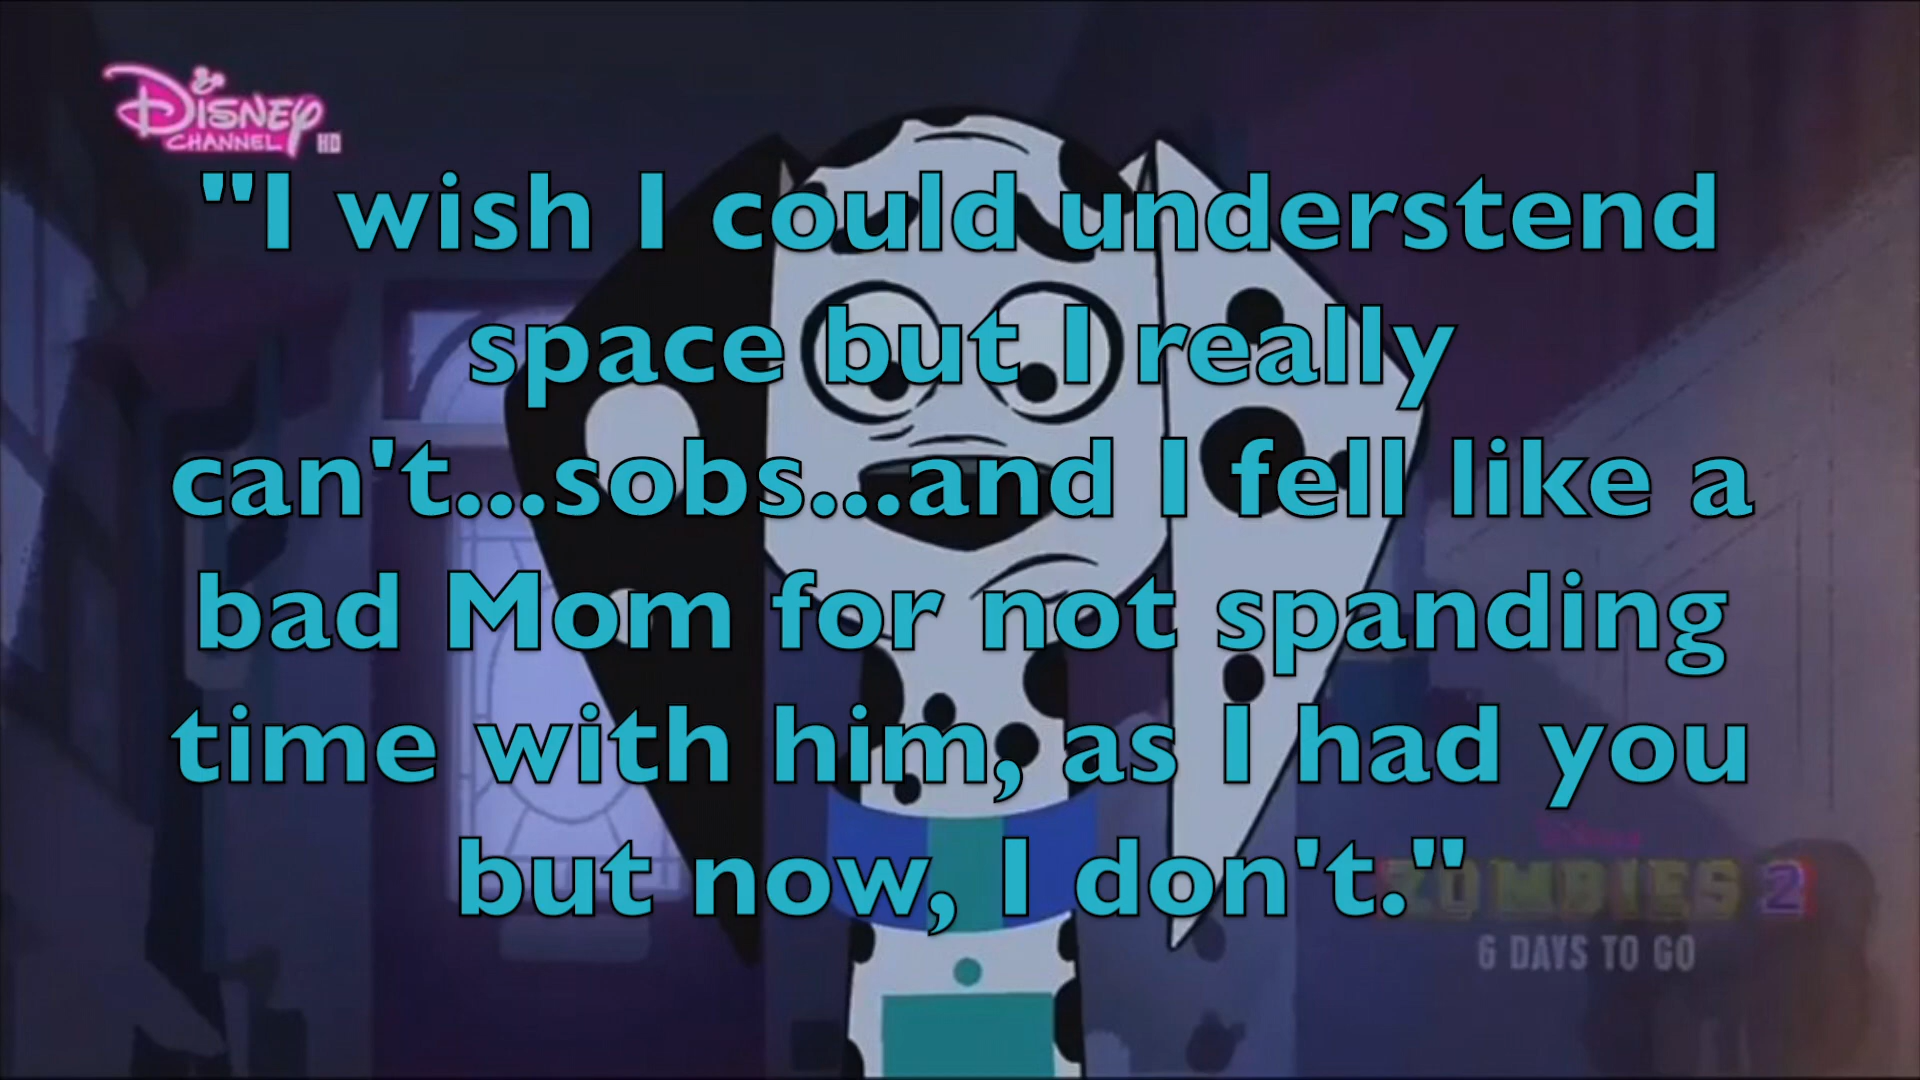 DISNEY
CHANNEL HD
"I wish I could understend
space but I really
can't...sobs...and I fell like a
bad Mom for not spanding
time with him, as I had you
but now, I don't."
Disney
ZOMBIES 2
6 DAYS TO GO